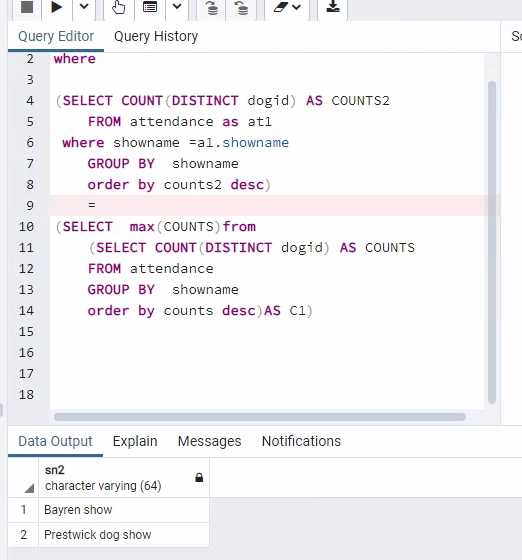 Query Editor Query History Sc
2 where
3
4 (SELECT COUNT(DISTINCT dogid) AS COUNTS2
5 FROM attendance as at1
6 where showname =a1.showname
7 GROUP BY showname
8 order by counts2 desc)
9 =
10 (SELECT max(COUNTS)from
11 (SELECT COUNT(DISTINCT dogid) AS COUNTS
12 FROM attendance
13 GROUP BY showname
14 order by counts desc)AS C1)
15
16
17
18
Data Output Explain Messages Notifications
sn2
character varying (64)
1 Bayren show
2 Prestwick dog show